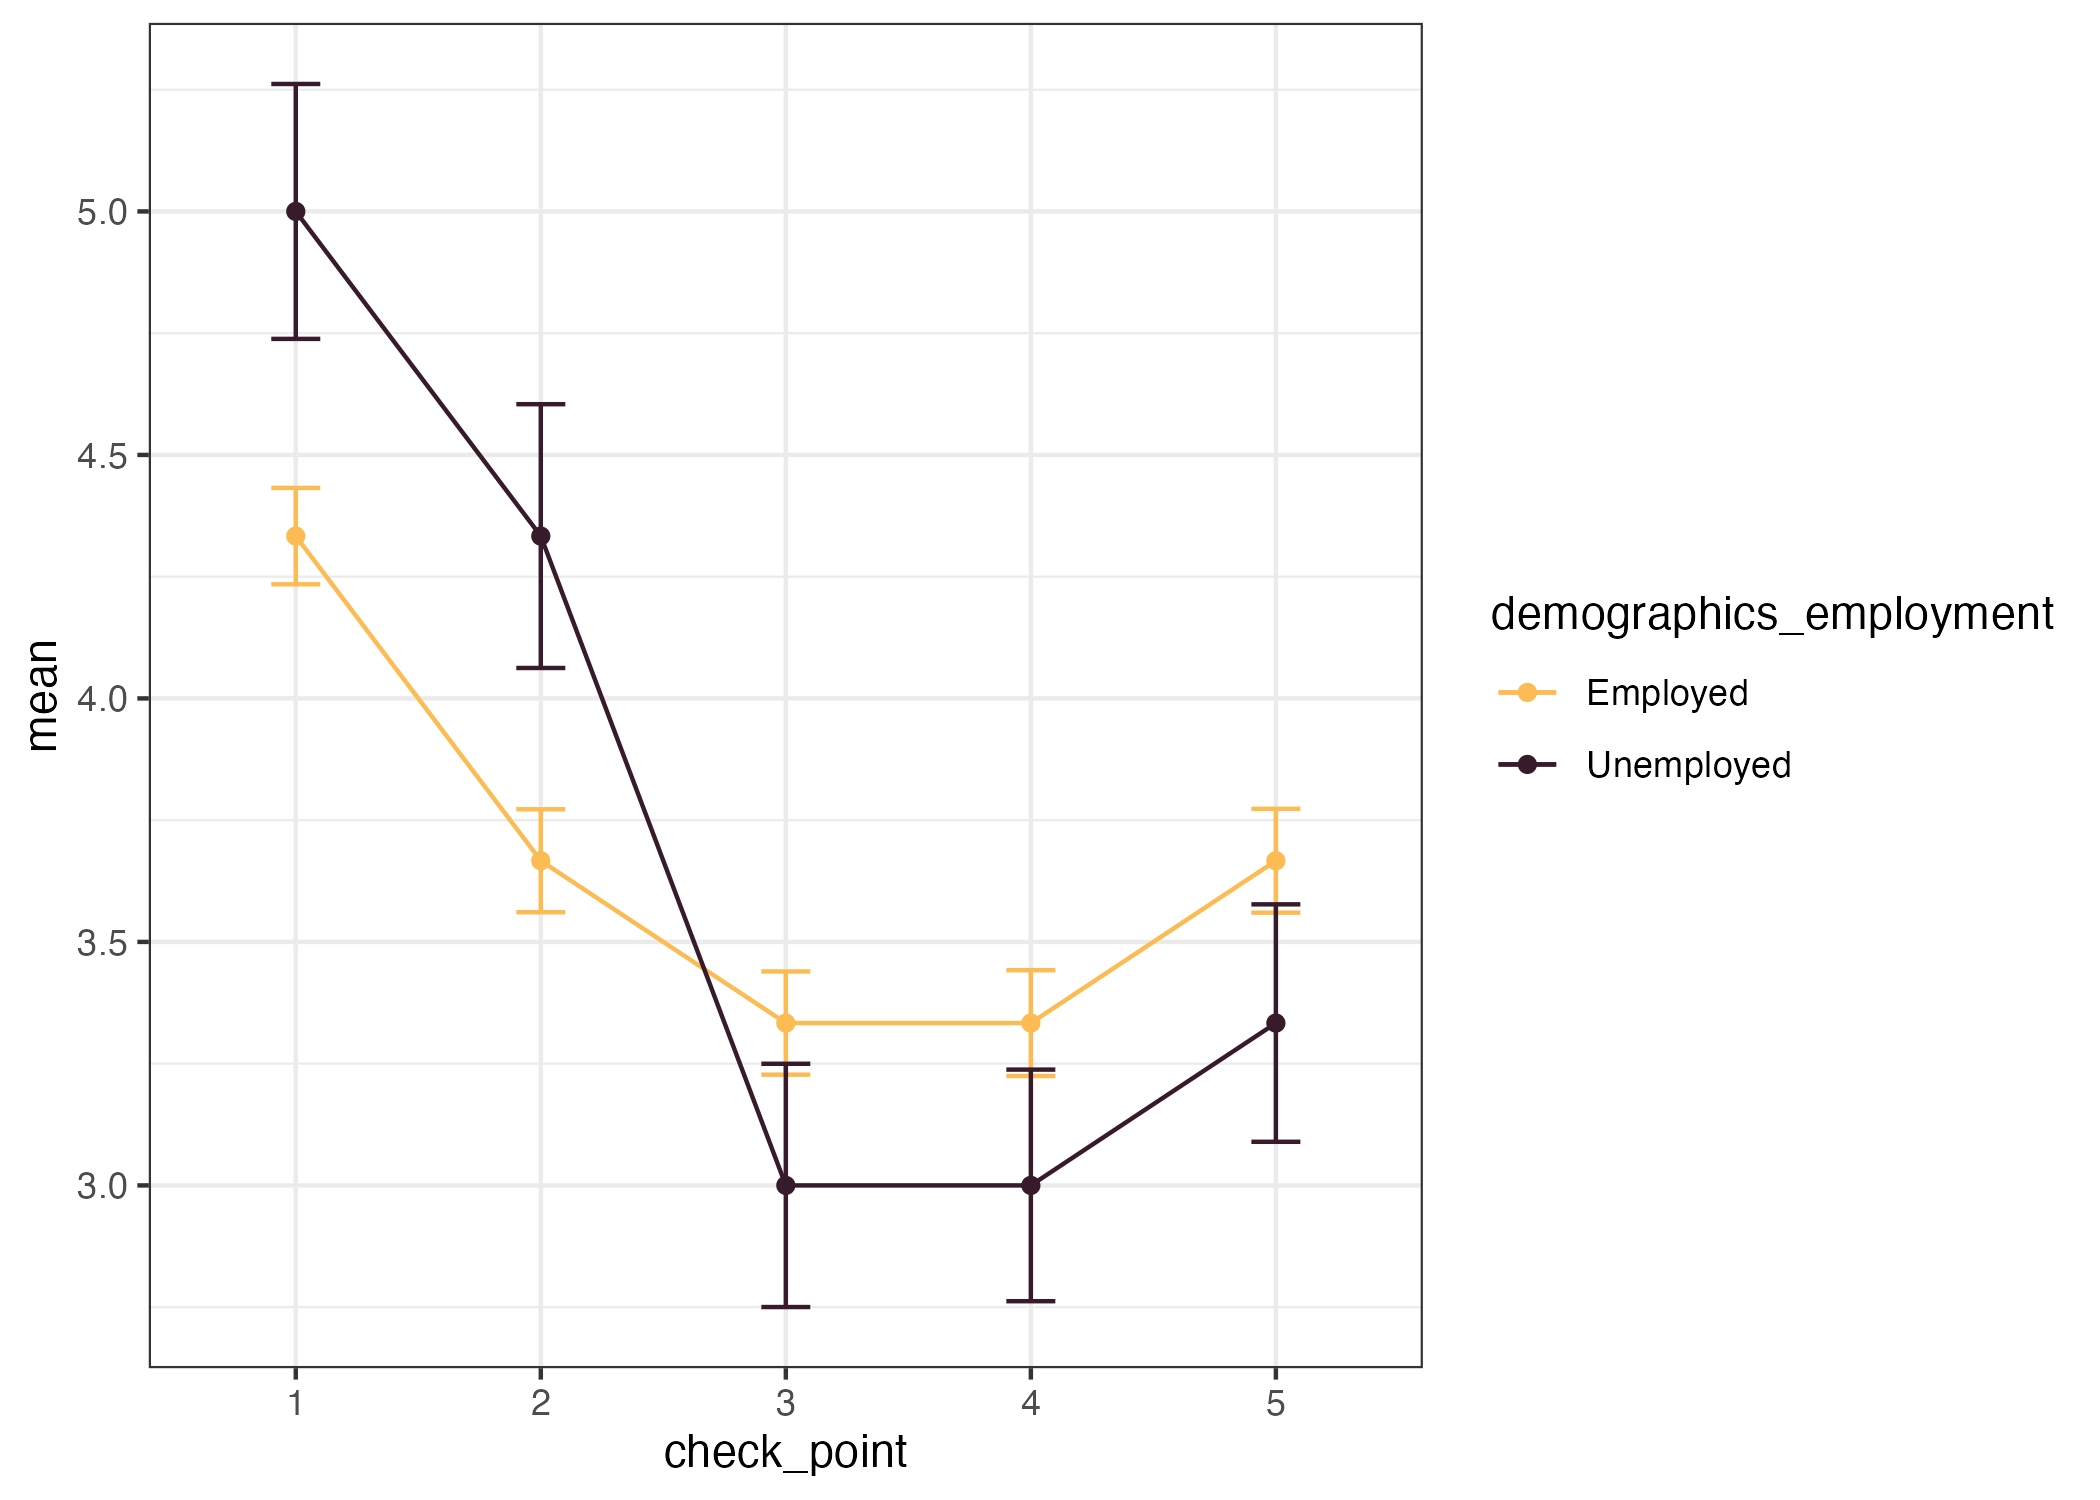 5.0
4.5
4.0
3.5
3.0
mean
1 2 3 4 5
check_point
demographics_employment
Employed
Unemployed